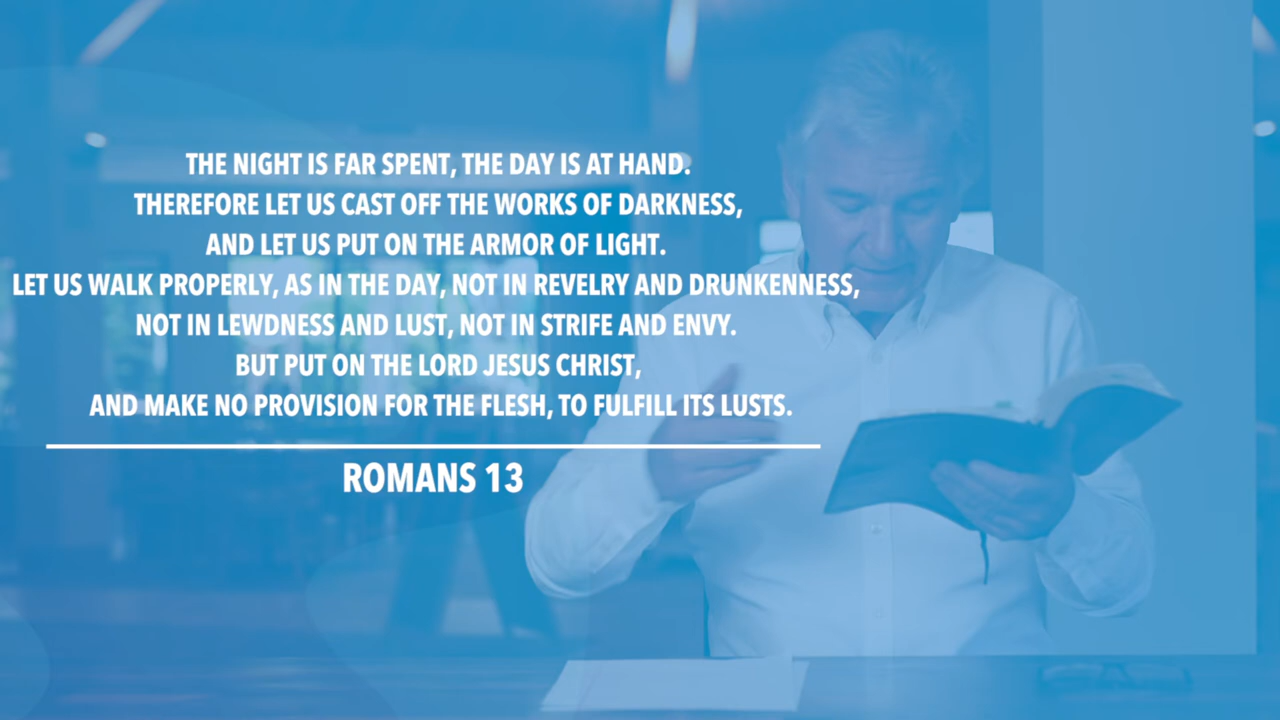 THE NIGHT IS FAR SPENT, THE DAY IS AT HAND.
THEREFORE LET US CAST OFF THE WORKS OF DARKNESS,
AND LET US PUT ON THE ARMOR OF LIGHT.
LET US WALK PROPERLY, AS IN THE DAY, NOT IN REVELRY AND DRUNKENNESS,
NOT IN LEWDNESS AND LUST, NOT IN STRIFE AND ENVY.
BUT PUT ON THE LORD JESUS CHRIST,
AND MAKE NO PROVISION FOR THE FLESH, TO FULFILL ITS LUSTS.
ROMANS 13